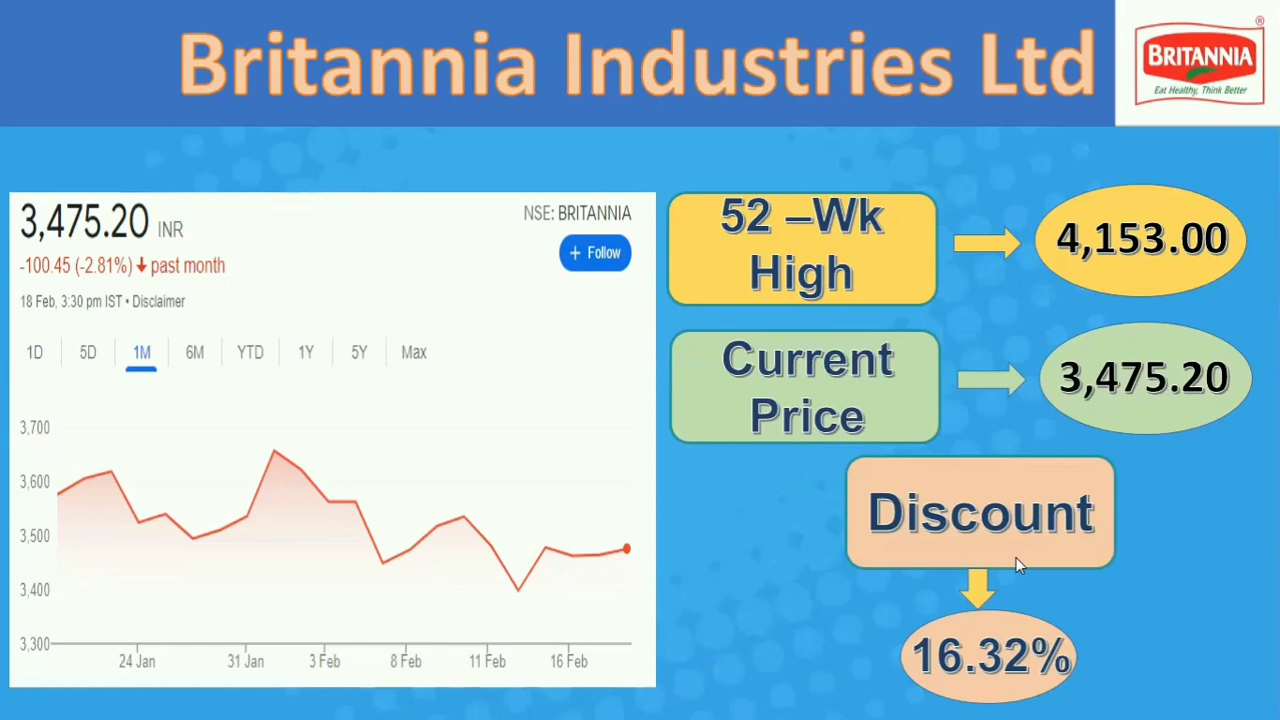 Britannia Industries Ltd
®
BRITANNIA
Eat Healthy, Think Better
3,475.20 INR
NSE: BRITANNIA
-100.45 (-2.81%) ↓ past month
+ Follow
18 Feb, 3:30 pm IST • Disclaimer
1D 5D 1M 6M YTD 1Y 5Y Max
3,700
3,600
3,500
3,400
3,300
24 Jan 31 Jan 3 Feb 8 Feb 11 Feb 16 Feb
52 –Wk
High
4,153.00
Current
Price
3,475.20
Discount
16.32%